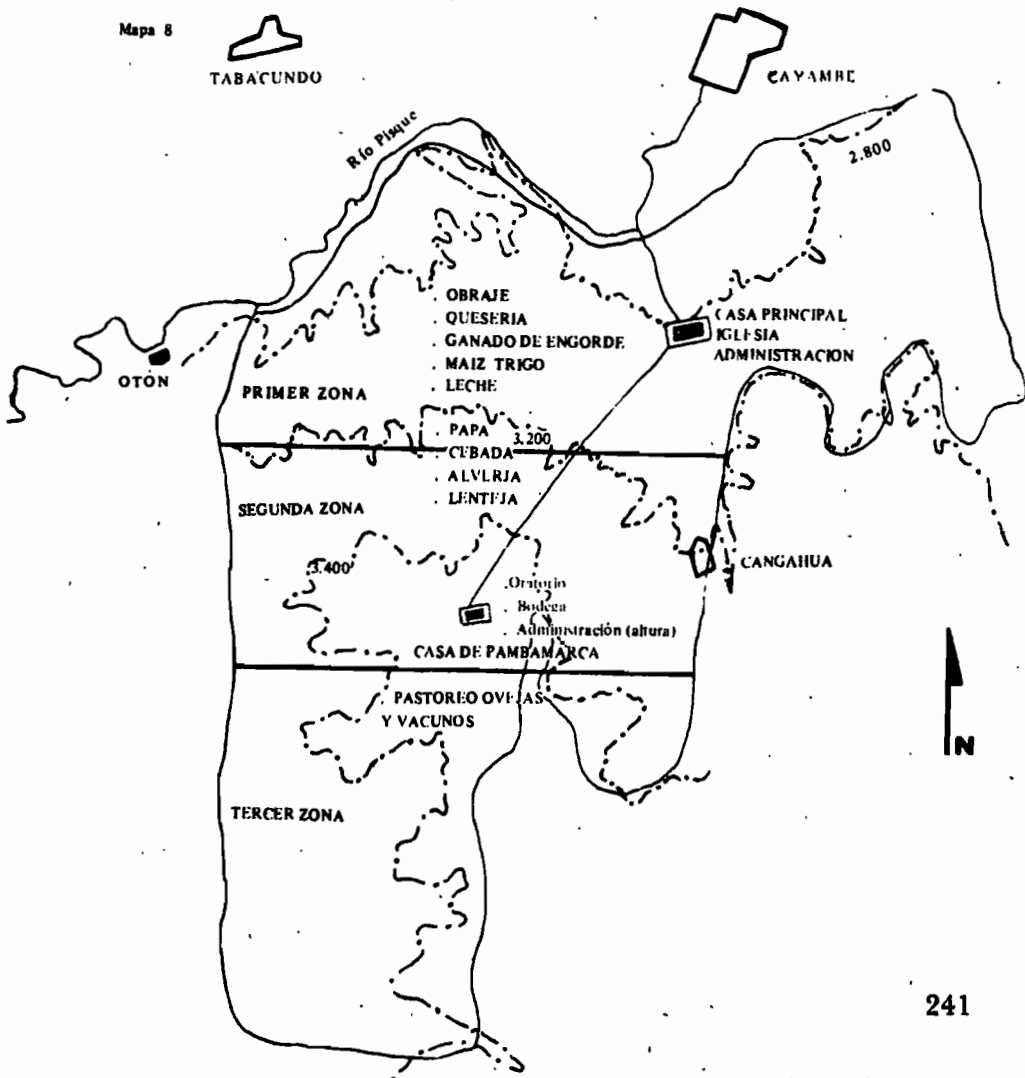 Mapa 8
TABACUNDO
CAYAMBE
Río Pisque
2.800
. OBRAJE
. QUESERIA
. GANADO DE ENGORDE
. MAIZ TRIGO
. LECHE
CASA PRINCIPAL
IGLESIA
ADMINISTRACION
OTON
PRIMER ZONA
. PAPA
3.200
. CEBADA
. ALVERJA
. LENTEJA
SEGUNDA ZONA
CANGAHUA
3.400
. Oratorio
. Bodega
. Administración (altura)
CASA DE PAMBAMARCA
. PASTOREO OVEJAS
Y VACUNOS
N
TERCER ZONA
241